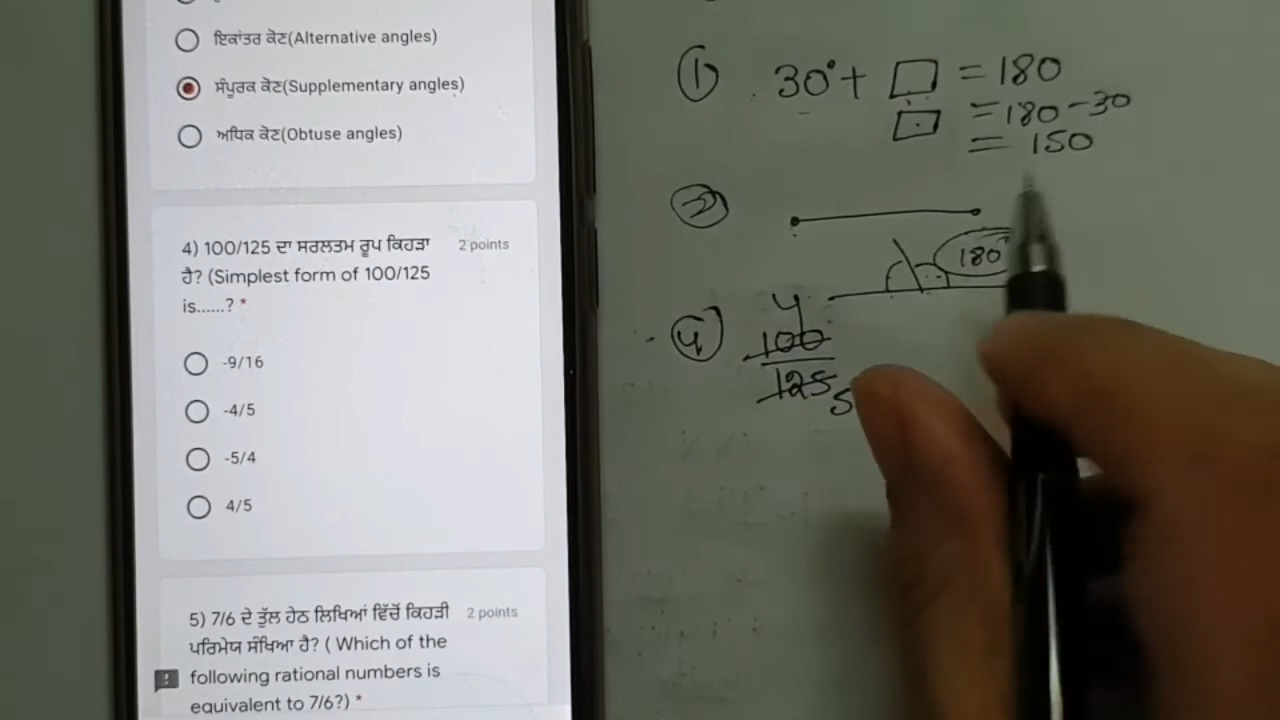 ਇਕਾਂਤਰ ਕੋਣ(Alternative angles)
ਸੰਪੂਰਕ ਕੋਣ(Supplementary angles)
ਅਧਿਕ ਕੋਣ(Obtuse angles)
4) 100/125 ਦਾ ਸਰਲਤਮ ਰੂਪ ਕਿਹੜਾ 2 points
ਹੈ? (Simplest form of 100/125
is......? *
-9/16
-4/5
-5/4
4/5
5) 7/6 ਦੇ ਤੁੱਲ ਹੇਠ ਲਿਖਿਆਂ ਵਿੱਚੋਂ ਕਿਹੜੀ 2 points
ਪਰਿਮੇਯ ਸੰਖਿਆ ਹੈ? ( Which of the
following rational numbers is
equivalent to 7/6?) *
① 30° + □ = 180
□ = 180 - 30
= 150
180°
4
100
125
5